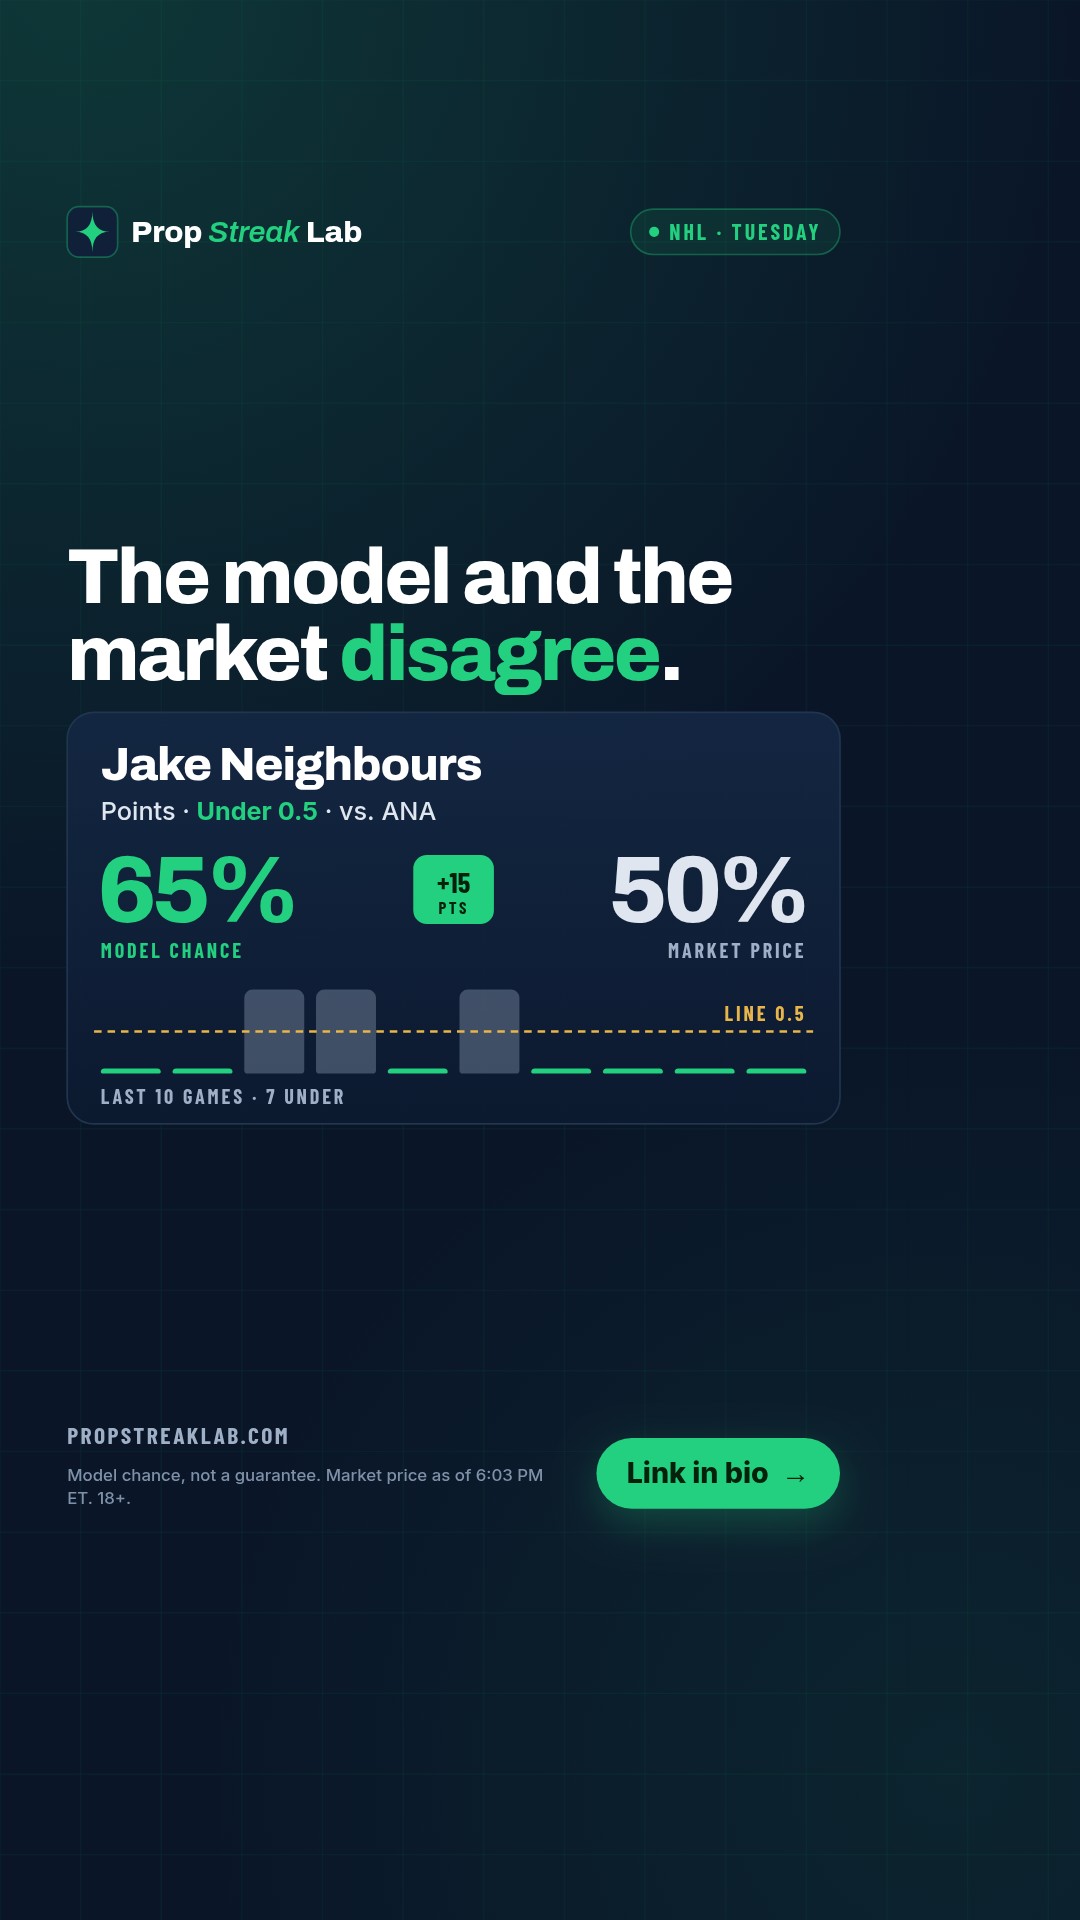 Prop Streak Lab
NHL · TUESDAY
The model and the
market disagree.
Jake Neighbours
Points · Under 0.5 · vs. ANA
65%
+15
PTS
50%
MODEL CHANCE
MARKET PRICE
LINE 0.5
LAST 10 GAMES · 7 UNDER
PROPSTREAKLAB.COM
Model chance, not a guarantee. Market price as of 6:03 PM
ET. 18+.
Link in bio →